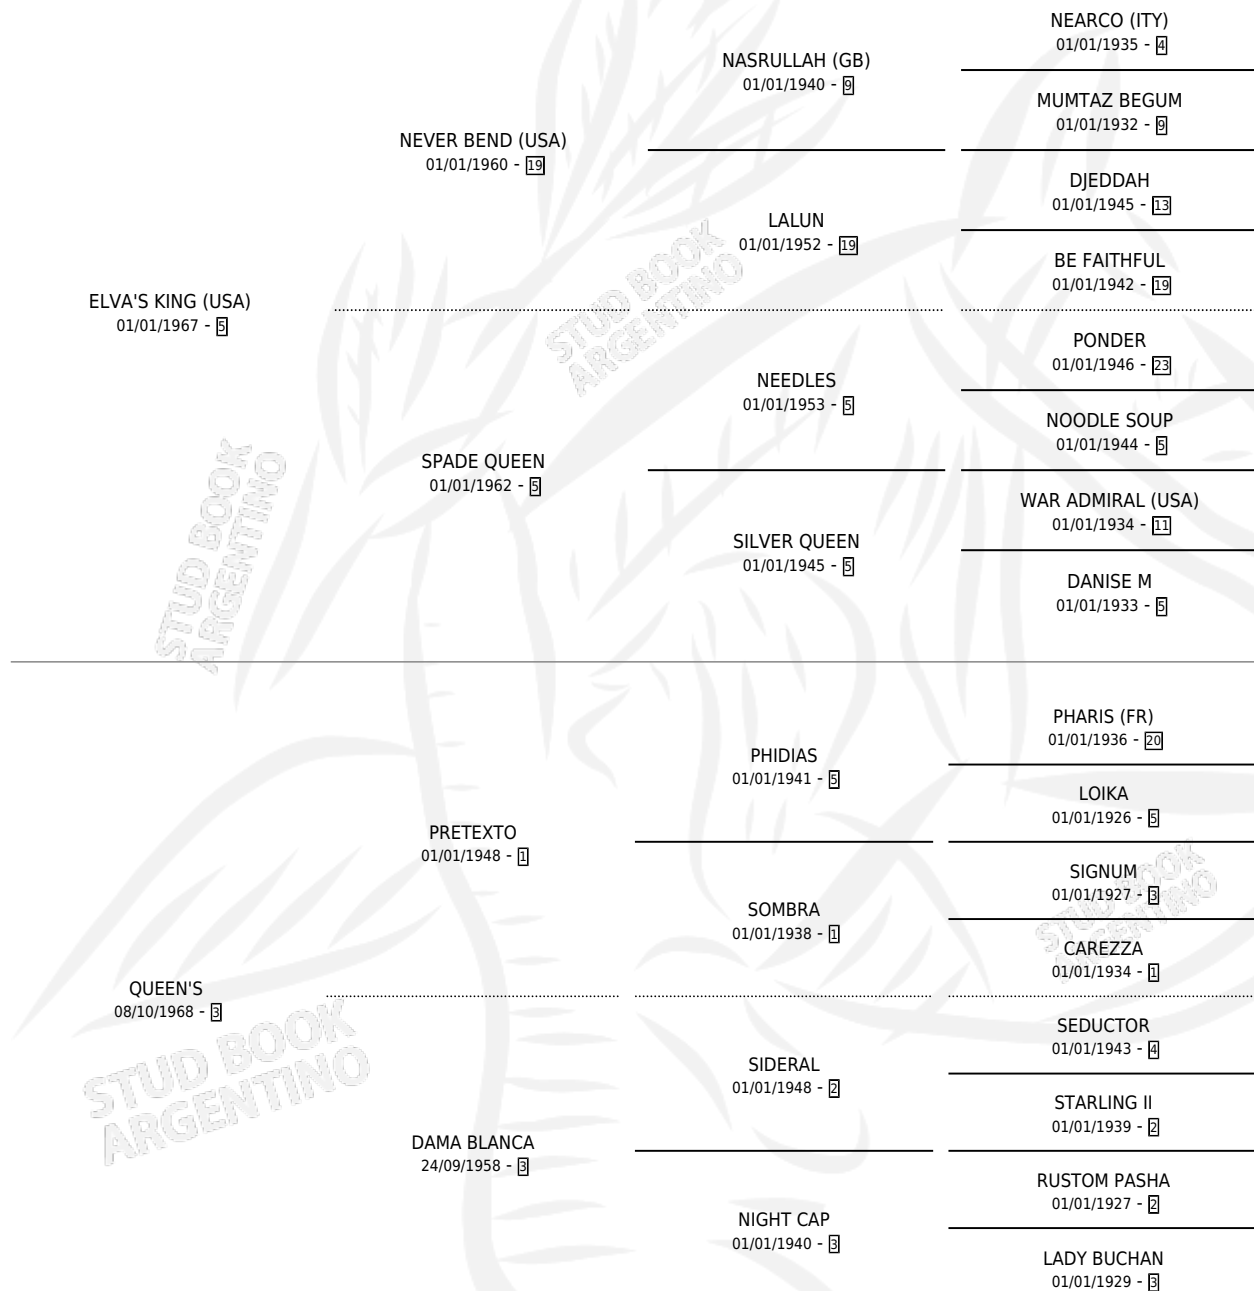 NEARCO (ITY)
01/01/1935 - 4
NASRULLAH (GB)
01/01/1940 - 9
MUMTAZ BEGUM
01/01/1932 - 9
NEVER BEND (USA)
01/01/1960 - 19
DJEDDAH
01/01/1945 - 13
LALUN
01/01/1952 - 19
BE FAITHFUL
01/01/1942 - 19
ELVA'S KING (USA)
01/01/1967 - 5
PONDER
01/01/1946 - 23
NEEDLES
01/01/1953 - 5
NOODLE SOUP
01/01/1944 - 5
SPADE QUEEN
01/01/1962 - 5
WAR ADMIRAL (USA)
01/01/1934 - 11
SILVER QUEEN
01/01/1945 - 5
DANISE M
01/01/1933 - 5
PHARIS (FR)
01/01/1936 - 20
PHIDIAS
01/01/1941 - 5
LOIKA
01/01/1926 - 5
PRETEXTO
01/01/1948 - 1
SIGNUM
01/01/1927 - 3
SOMBRA
01/01/1938 - 1
CAREZZA
01/01/1934 - 1
QUEEN'S
08/10/1968 - 3
SEDUCTOR
01/01/1943 - 4
SIDERAL
01/01/1948 - 2
STARLING II
01/01/1939 - 2
DAMA BLANCA
24/09/1958 - 3
RUSTOM PASHA
01/01/1927 - 2
NIGHT CAP
01/01/1940 - 3
LADY BUCHAN
01/01/1929 - 3
STUD BOOK
ARGENTINO
STUD BOOK
ARGENTINO
STUD BOOK
ARGENTINO
STUD BOOK
ARGENTINO